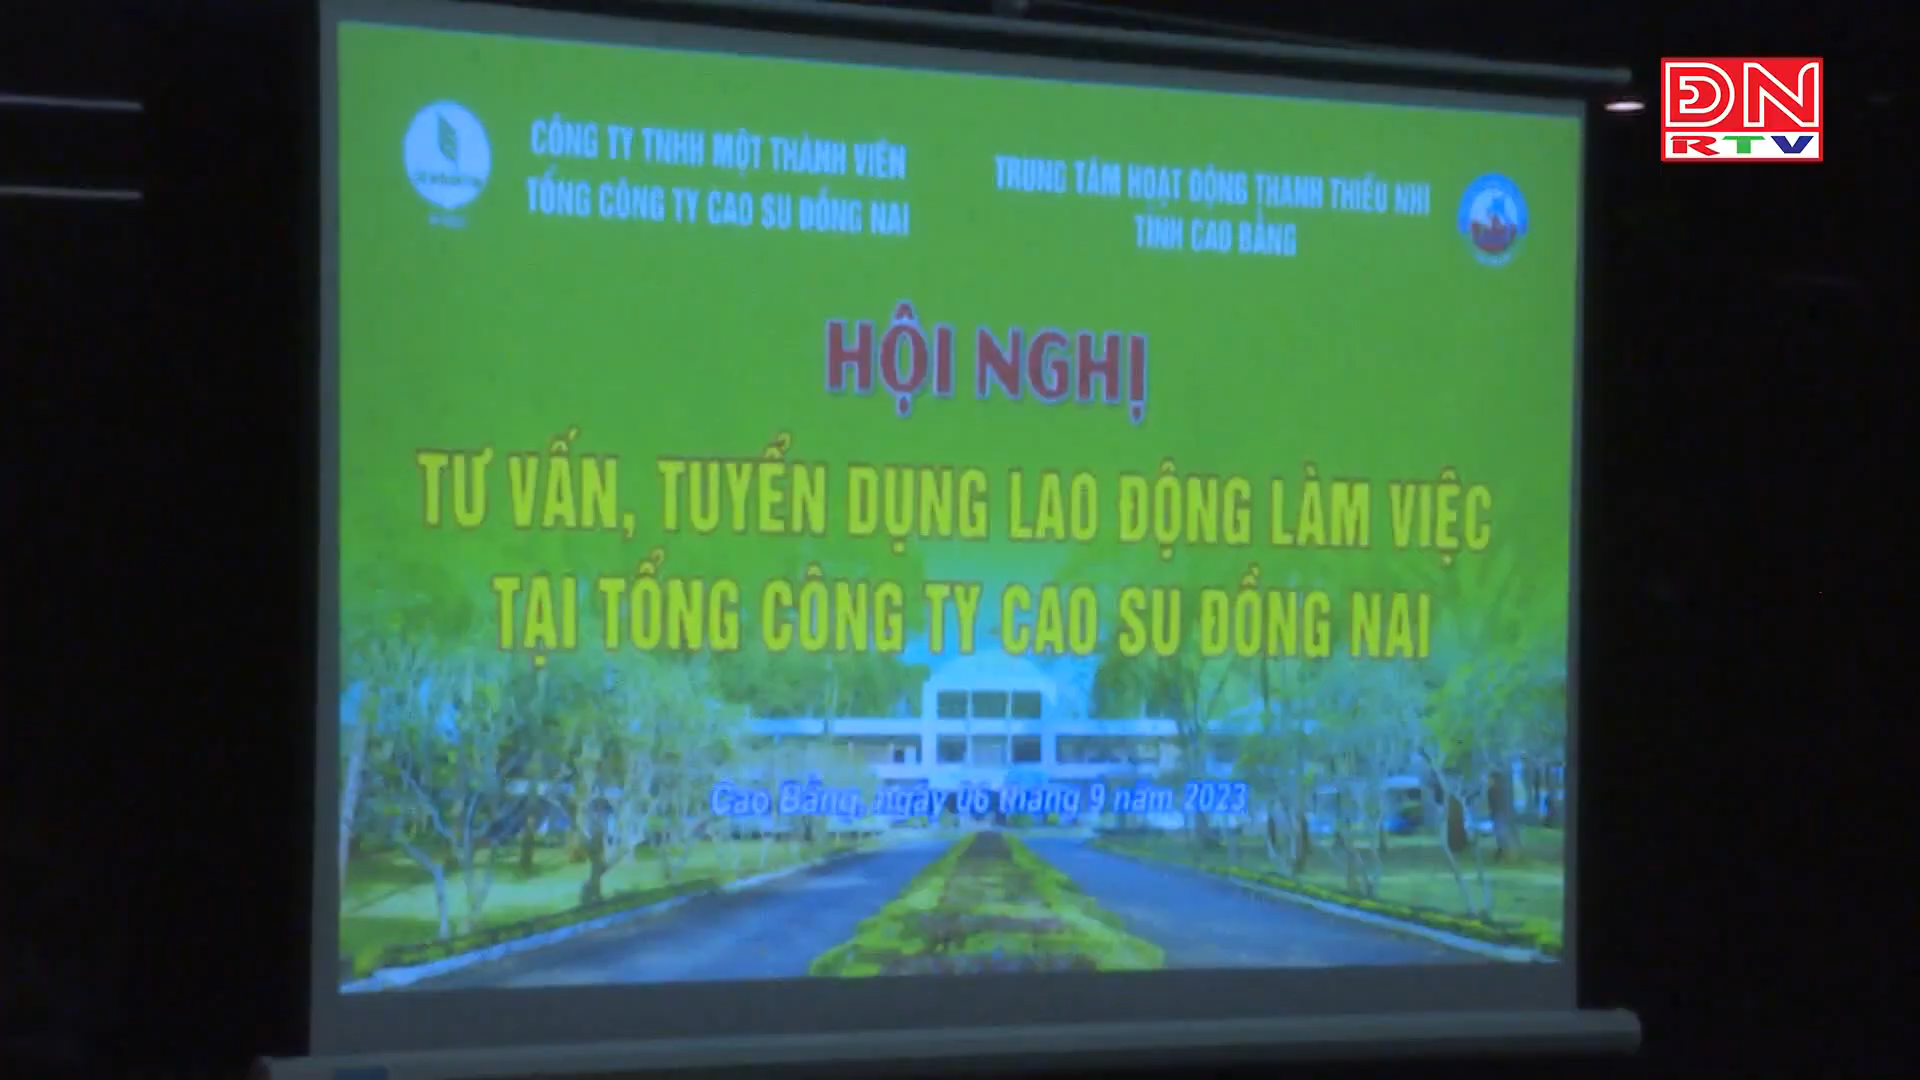 CÔNG TY TNHH MỘT THÀNH VIÊN
TỔNG CÔNG TY CAO SU ĐỒNG NAI
TRUNG TÂM HOẠT ĐỘNG THANH THIẾU NHI
TỈNH CAO BẰNG
HỘI NGHỊ
TƯ VẤN, TUYỂN DỤNG LAO ĐỘNG LÀM VIỆC
TẠI TỔNG CÔNG TY CAO SU ĐỒNG NAI
Cao Bằng, ngày 06 tháng 9 năm 2023
ĐN
RTV